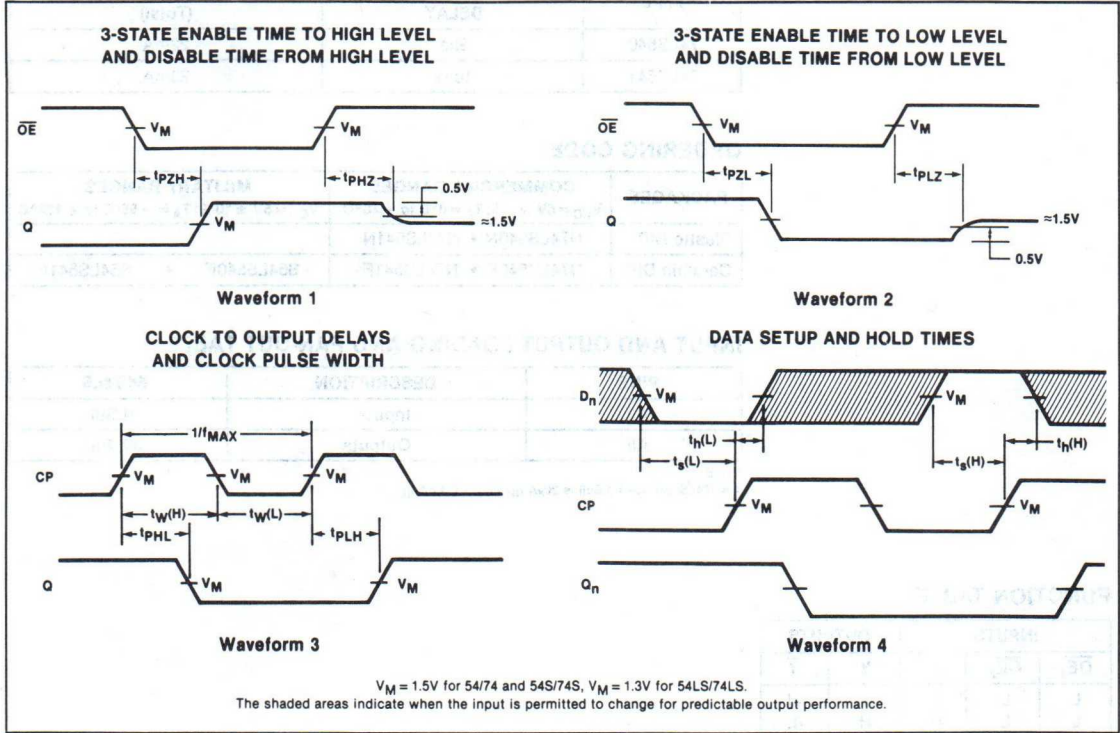 3-STATE ENABLE TIME TO HIGH LEVEL
AND DISABLE TIME FROM HIGH LEVEL
OE
VM
VM
tPZH
tPHZ
0.5V
Q
VM
≈1.5V
Waveform 1
3-STATE ENABLE TIME TO LOW LEVEL
AND DISABLE TIME FROM LOW LEVEL
OE
VM
VM
tPZL
tPLZ
Q
≈1.5V
0.5V
Waveform 2
CLOCK TO OUTPUT DELAYS
AND CLOCK PULSE WIDTH
1/fMAX
CP
VM
VM
VM
tW(H)
tW(L)
tPHL
tPLH
Q
VM
VM
Waveform 3
DATA SETUP AND HOLD TIMES
Dn
VM
VM
th(L)
th(H)
ts(L)
ts(H)
CP
VM
VM
Qn
Waveform 4
VM = 1.5V for 54/74 and 54S/74S, VM = 1.3V for 54LS/74LS.
The shaded areas indicate when the input is permitted to change for predictable output performance.